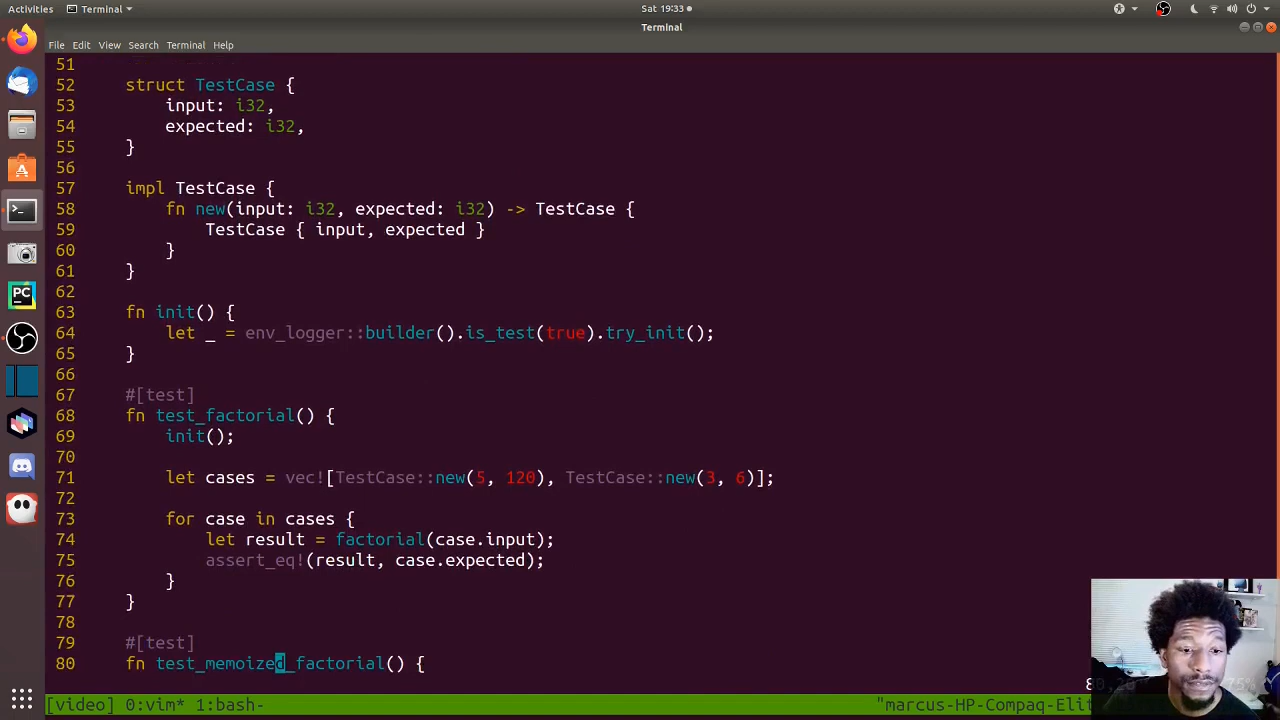 Activities Terminal Sat 19:33
Terminal
File Edit View Search Terminal Help
51
52 struct TestCase {
53 input: i32,
54 expected: i32,
55 }
56
57 impl TestCase {
58 fn new(input: i32, expected: i32) -> TestCase {
59 TestCase { input, expected }
60 }
61 }
62
63 fn init() {
64 let _ = env_logger::builder().is_test(true).try_init();
65 }
66
67 #[test]
68 fn test_factorial() {
69 init();
70
71 let cases = vec![TestCase::new(5, 120), TestCase::new(3, 6)];
72
73 for case in cases {
74 let result = factorial(case.input);
75 assert_eq!(result, case.expected);
76 }
77 }
78
79 #[test]
80 fn test_memoized_factorial() {
[video] 0:vim* 1:bash- "marcus-HP-Compaq-Elit
PC